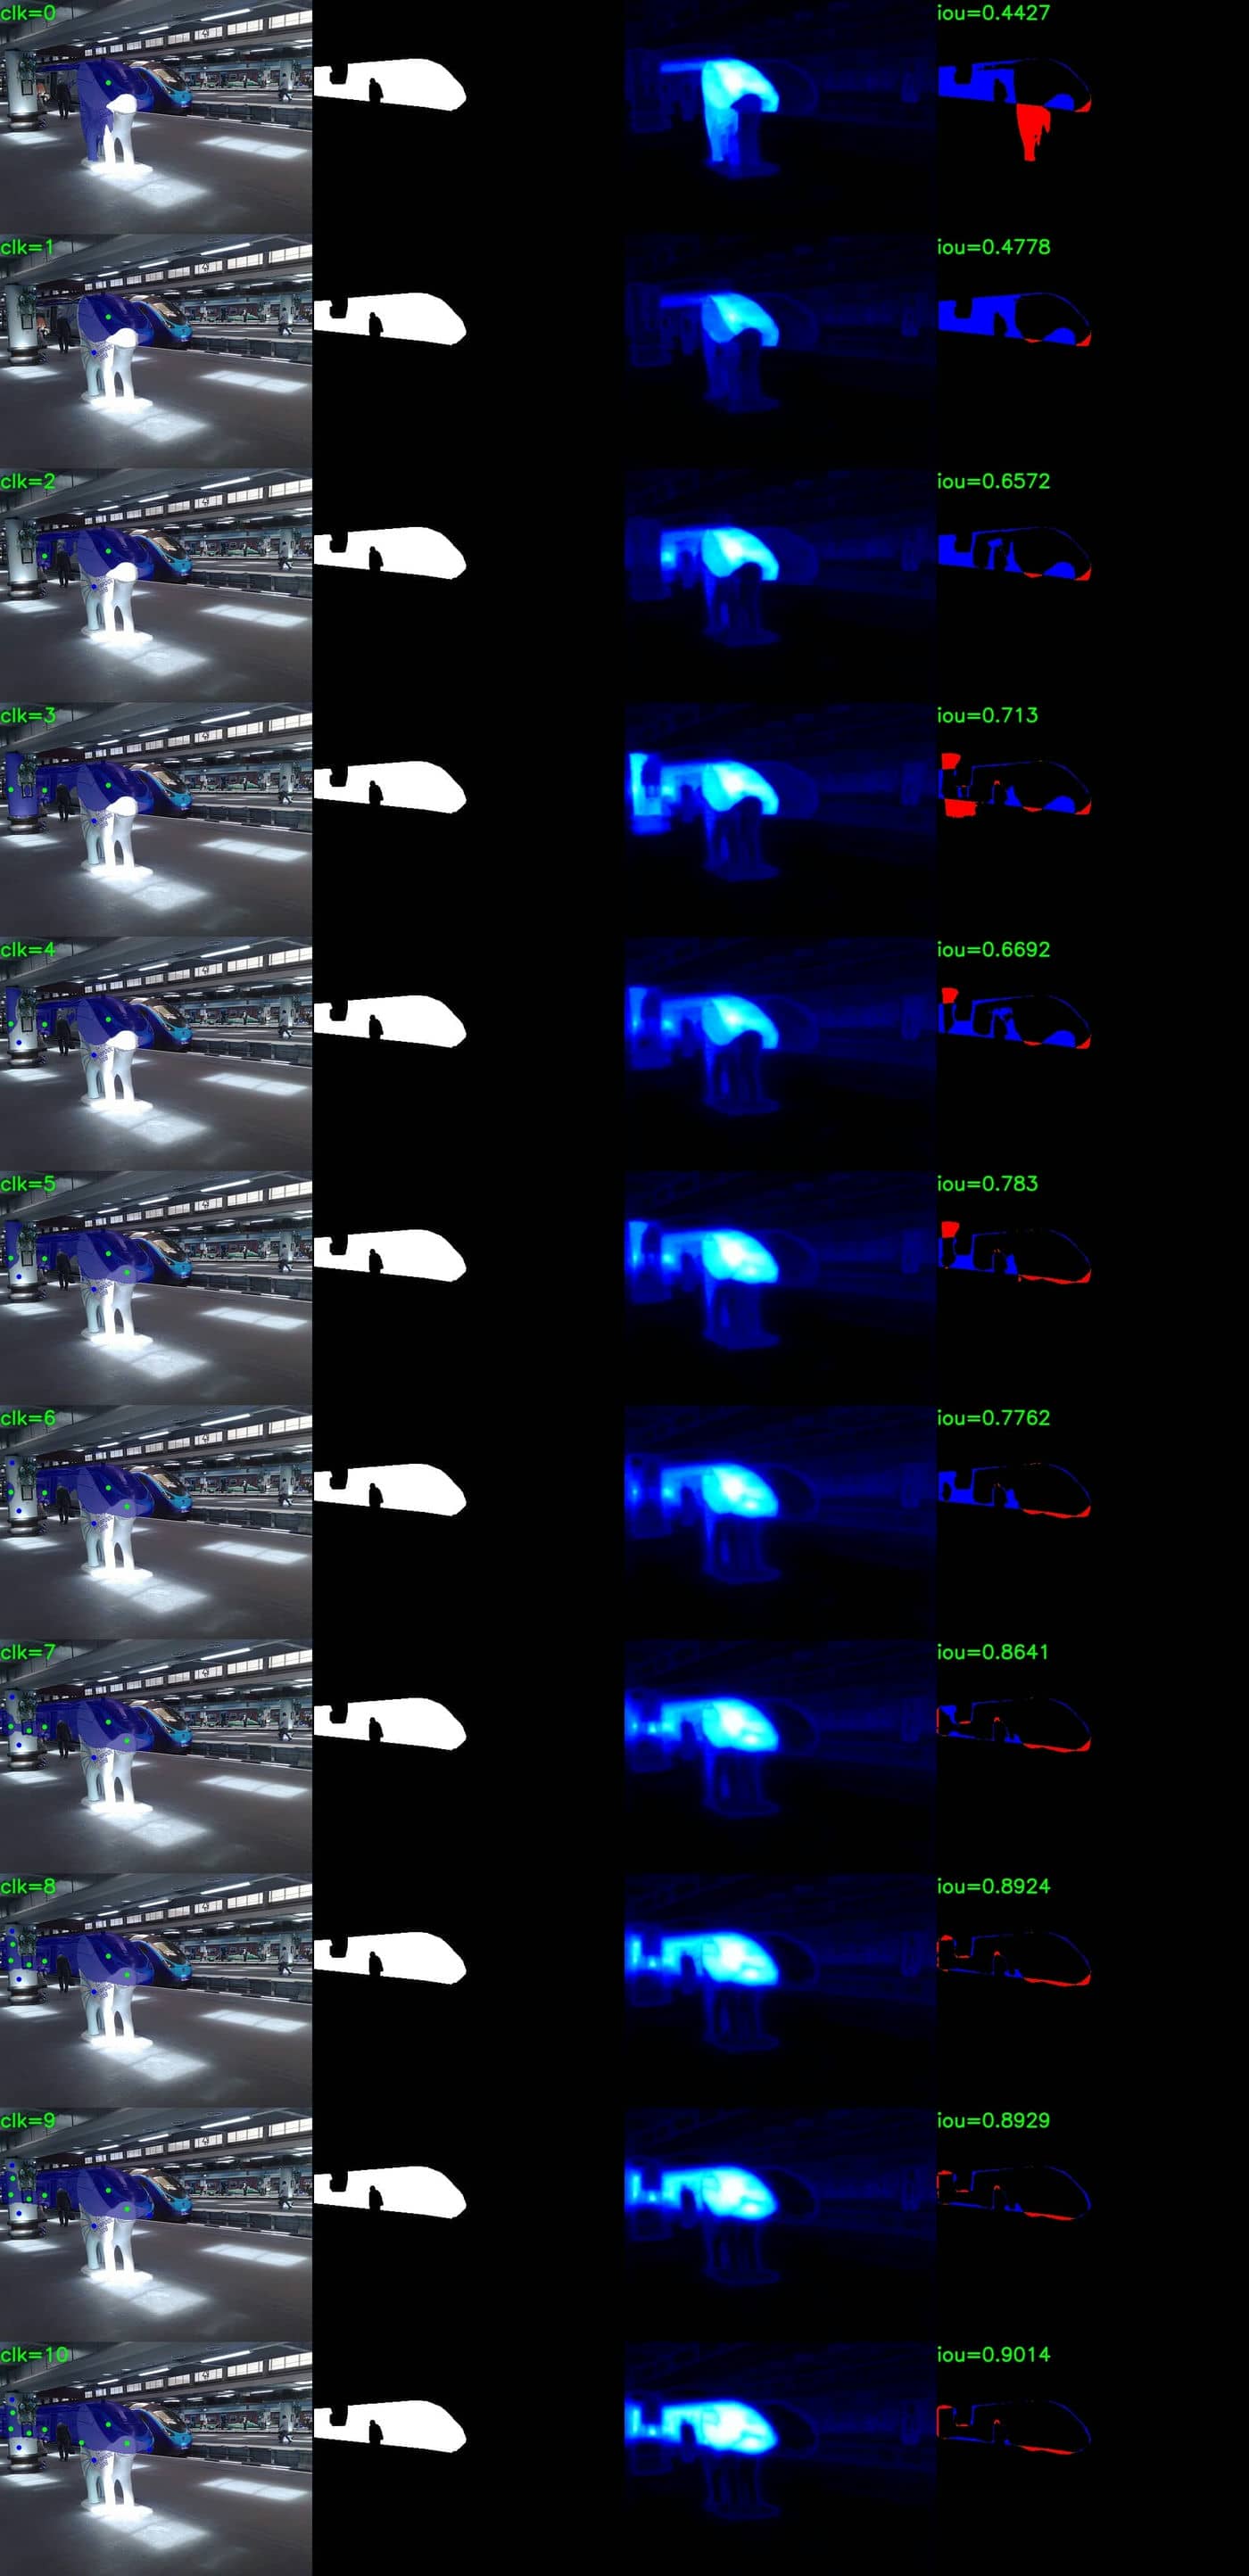 clk=0 iou=0.4427
clk=1 iou=0.4778
clk=2 iou=0.6572
clk=3 iou=0.713
clk=4 iou=0.6692
clk=5 iou=0.783
clk=6 iou=0.7762
clk=7 iou=0.8641
clk=8 iou=0.8924
clk=9 iou=0.8929
clk=10 iou=0.9014